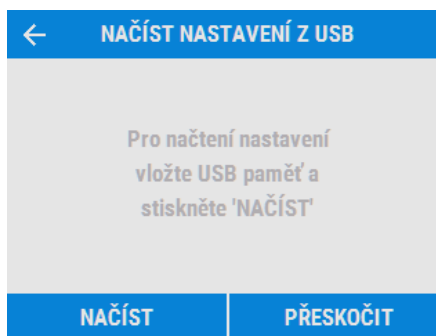 NAČÍST NASTAVENÍ Z USB
Pro načtení nastavení
vložte USB paměť a
stiskněte 'NAČÍST'
NAČÍST
PŘESKOČIT